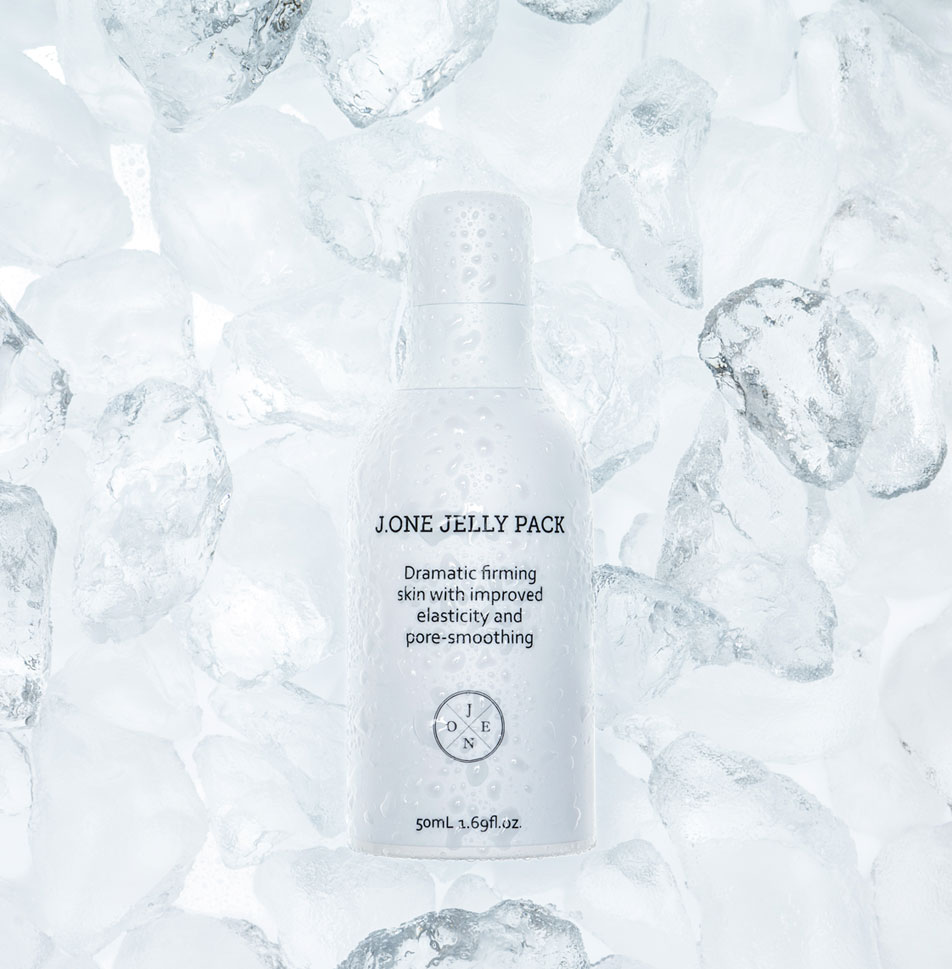 J.ONE JELLY PACK
Dramatic firming
skin with improved
elasticity and
pore-smoothing
J
O E
N
50mL 1.69fl.oz.